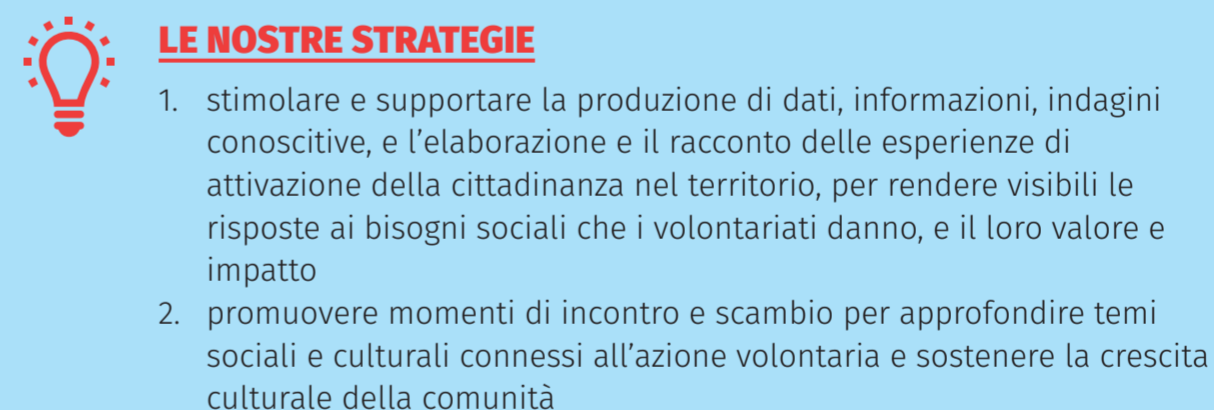 LE NOSTRE STRATEGIE
1. stimolare e supportare la produzione di dati, informazioni, indagini
conoscitive, e l’elaborazione e il racconto delle esperienze di
attivazione della cittadinanza nel territorio, per rendere visibili le
risposte ai bisogni sociali che i volontariati danno, e il loro valore e
impatto
2. promuovere momenti di incontro e scambio per approfondire temi
sociali e culturali connessi all’azione volontaria e sostenere la crescita
culturale della comunità